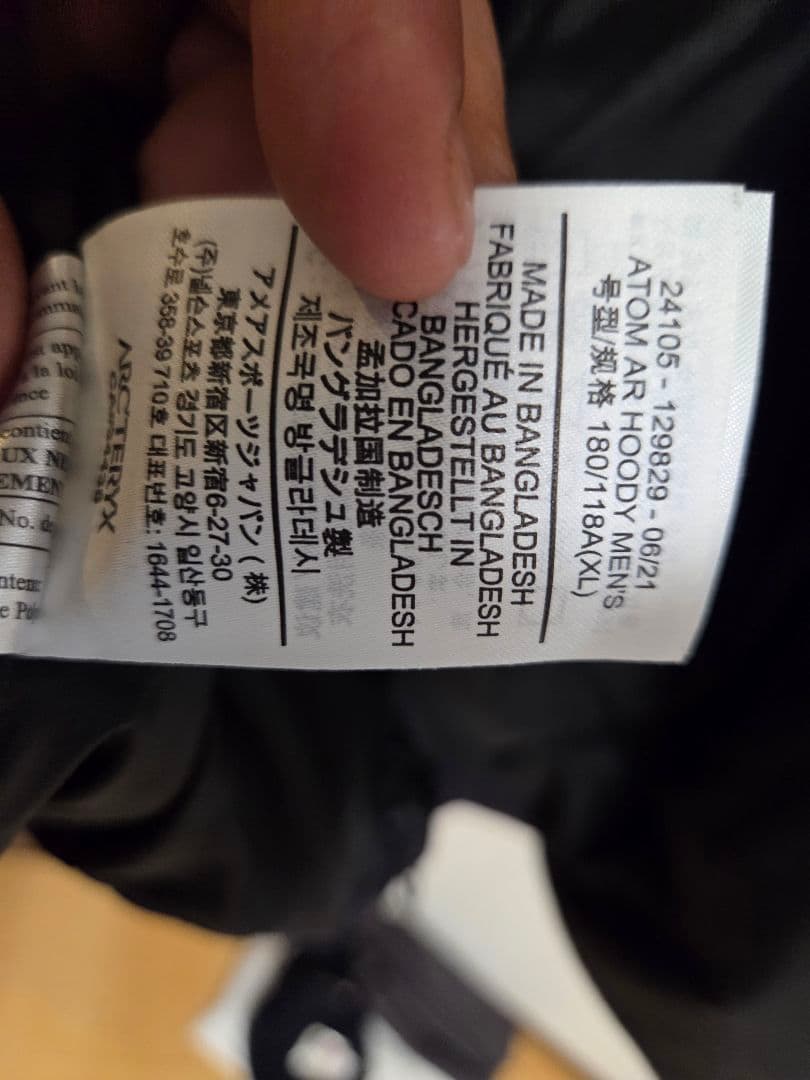 24105 - 129829 - 06/21
ATOM AR HOODY MEN'S
号型/规格 180/118A(XL)
MADE IN BANGLADESH
FABRIQUÉ AU BANGLADESH
HERGESTELLT IN
BANGLADESCH
CADO EN BANGLADESH
孟加拉国制造
バングラデシュ製
제조국명 방글라데시
アメアスポーツジャパン(株)
東京都新宿区新宿6-27-30
(주)넬슨스포츠 경기도 고양시 일산동구
호수로 358-39 710호 대표번호: 1644-1708
ARC'TERYX
contien
UX N
EMEN
No. d